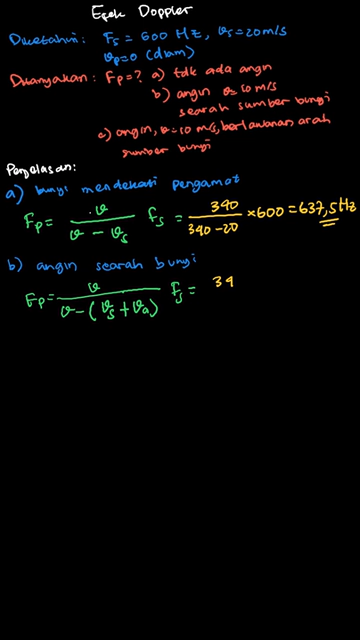 Efek Doppler
Diketahui: Fs = 600 Hz, vs = 20 m/s
vp = 0 (diam)
Ditanyakan: Fp = ? a) tdk ada angin
b) angin v = 10 m/s
searah sumber bunyi
c) angin, v = 10 m/s, berlawanan arah
sumber bunyi
Penjelasan:
a) bunyi mendekati pengamat
Fp = v / (v - vs) fs = 340 / (340 - 20) × 600 = 637,5 Hz
b) angin searah bunyi
Fp = v / (v - (vs + va)) fs = 34